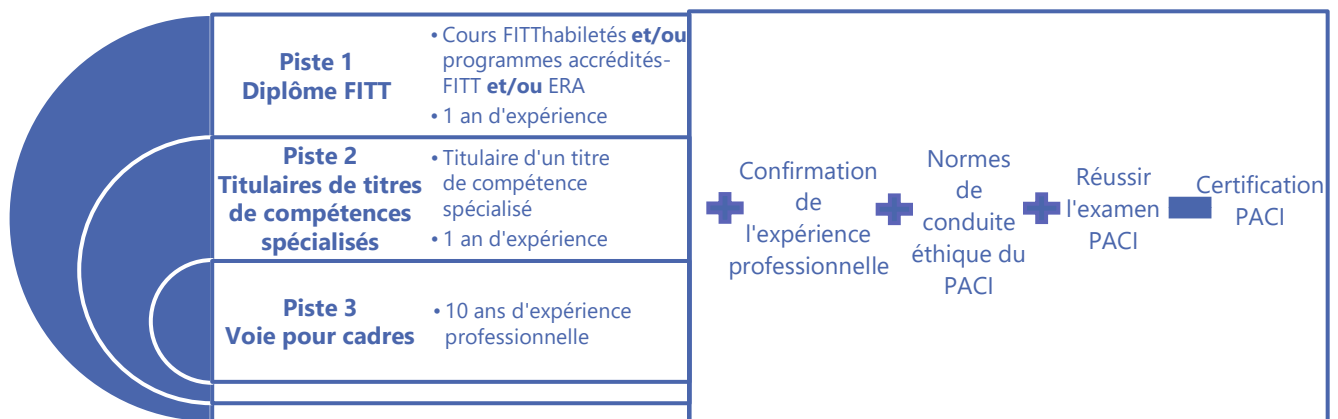 Piste 1
Diplôme FITT
• Cours FITThabiletés et/ou
programmes accrédités-
FITT et/ou ERA
• 1 an d'expérience
Piste 2
Titulaires de titres
de compétences
spécialisés
• Titulaire d'un titre
de compétence
spécialisé
• 1 an d'expérience
Piste 3
Voie pour cadres
• 10 ans d'expérience
professionnelle
Confirmation
de
l'expérience
professionnelle
Normes
de
conduite
éthique du
PACI
Réussir
l'examen
PACI
Certification
PACI